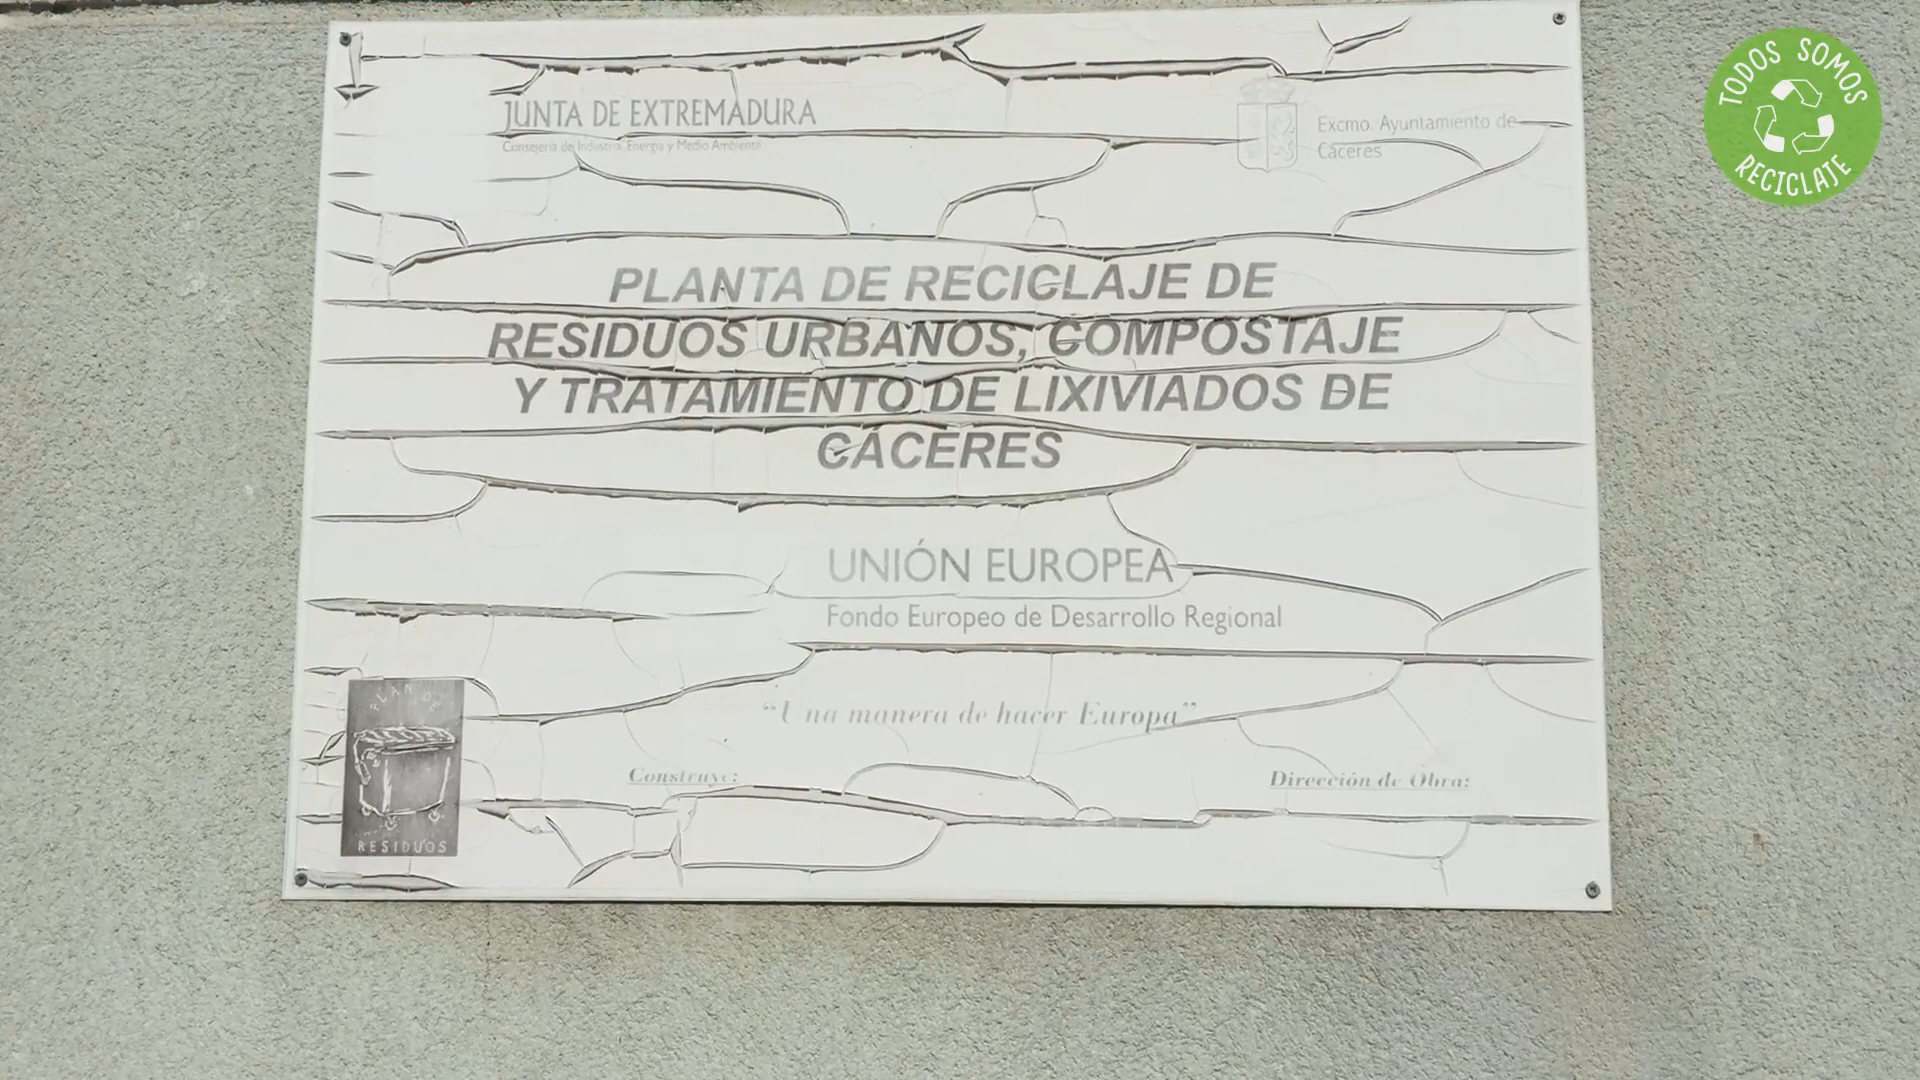 JUNTA DE EXTREMADURA
Consejería de Industria, Energía y Medio Ambiente
Excmo. Ayuntamiento de
Cáceres
TODOS SOMOS
RECICLAJE
PLANTA DE RECICLAJE DE
RESIDUOS URBANOS, COMPOSTAJE
Y TRATAMIENTO DE LIXIVIADOS DE
CÁCERES
UNIÓN EUROPEA
Fondo Europeo de Desarrollo Regional
“Una manera de hacer Europa”
PLAN DE
RESIDUOS
Construye:
Dirección de Obra: